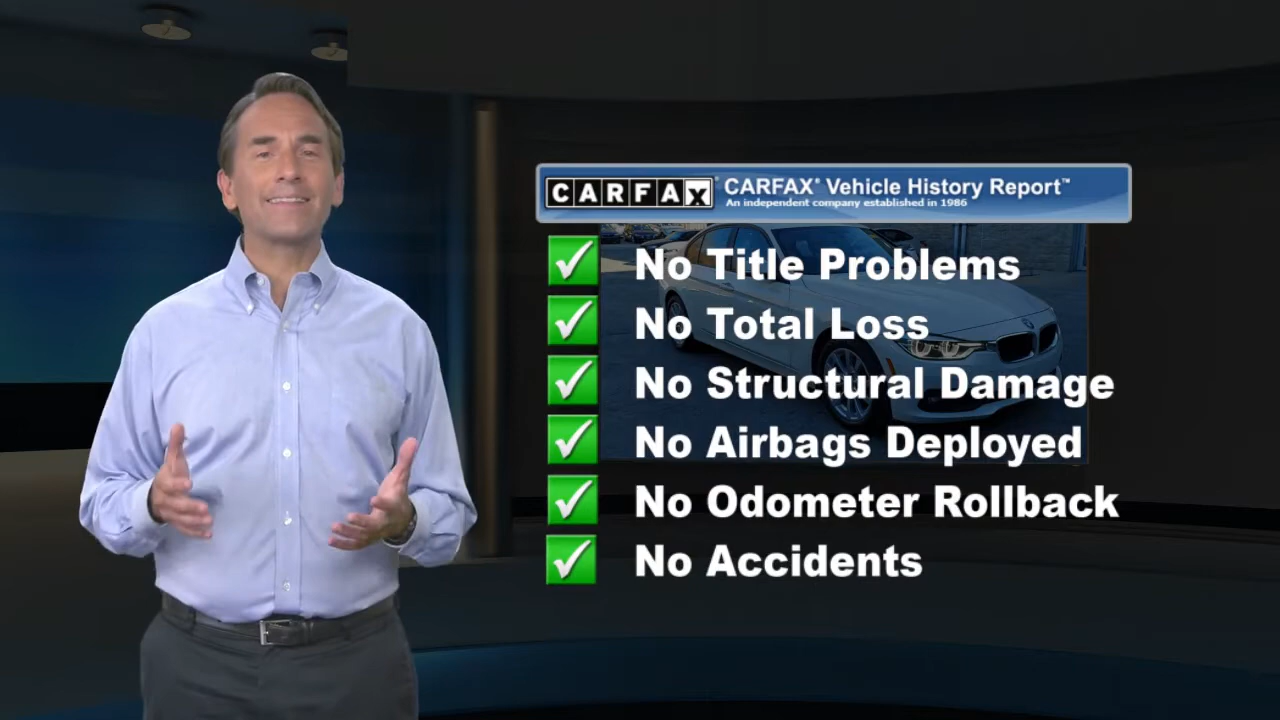 CARFAX® CARFAX® Vehicle History Report™
An independent company established in 1986
No Title Problems
No Total Loss
No Structural Damage
No Airbags Deployed
No Odometer Rollback
No Accidents